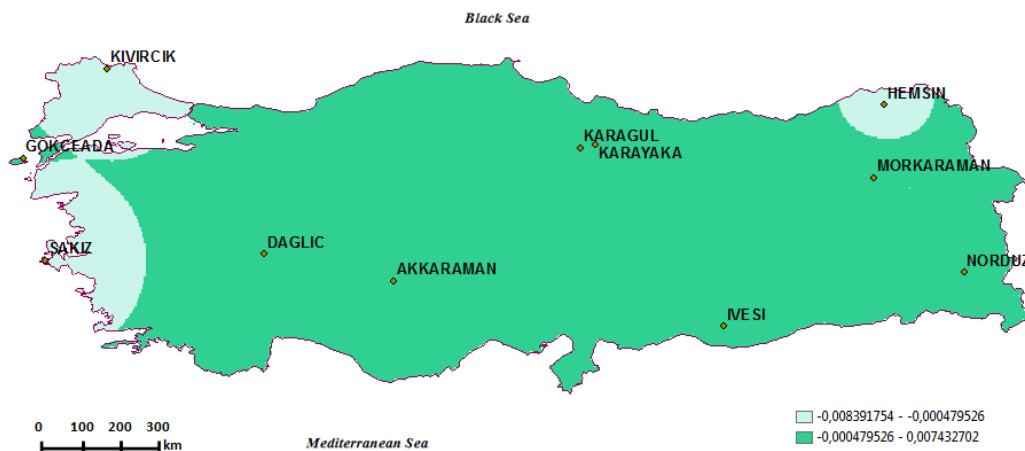 Black Sea
KIVIRCIK
HEMSIN
GOKCEADA
KARAGUL
KARAYAKA
MORKARAMAN
SAKIZ
DAGLIC
AKKARAMAN
NORDUZ
IVESI
0 100 200 300
km
Mediterranean Sea
-0,008391754 - -0,000479526
-0,000479526 - 0,007432702